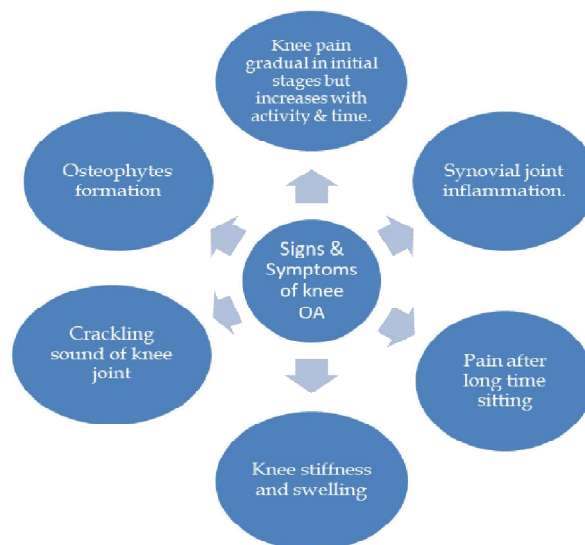 Knee pain
gradual in initial
stages but
increases with
activity & time.
Synovial joint
inflammation.
Pain after
long time
sitting
Knee stiffness
and swelling
Crackling
sound of knee
joint
Osteophytes
formation
Signs &
Symptoms
of knee
OA